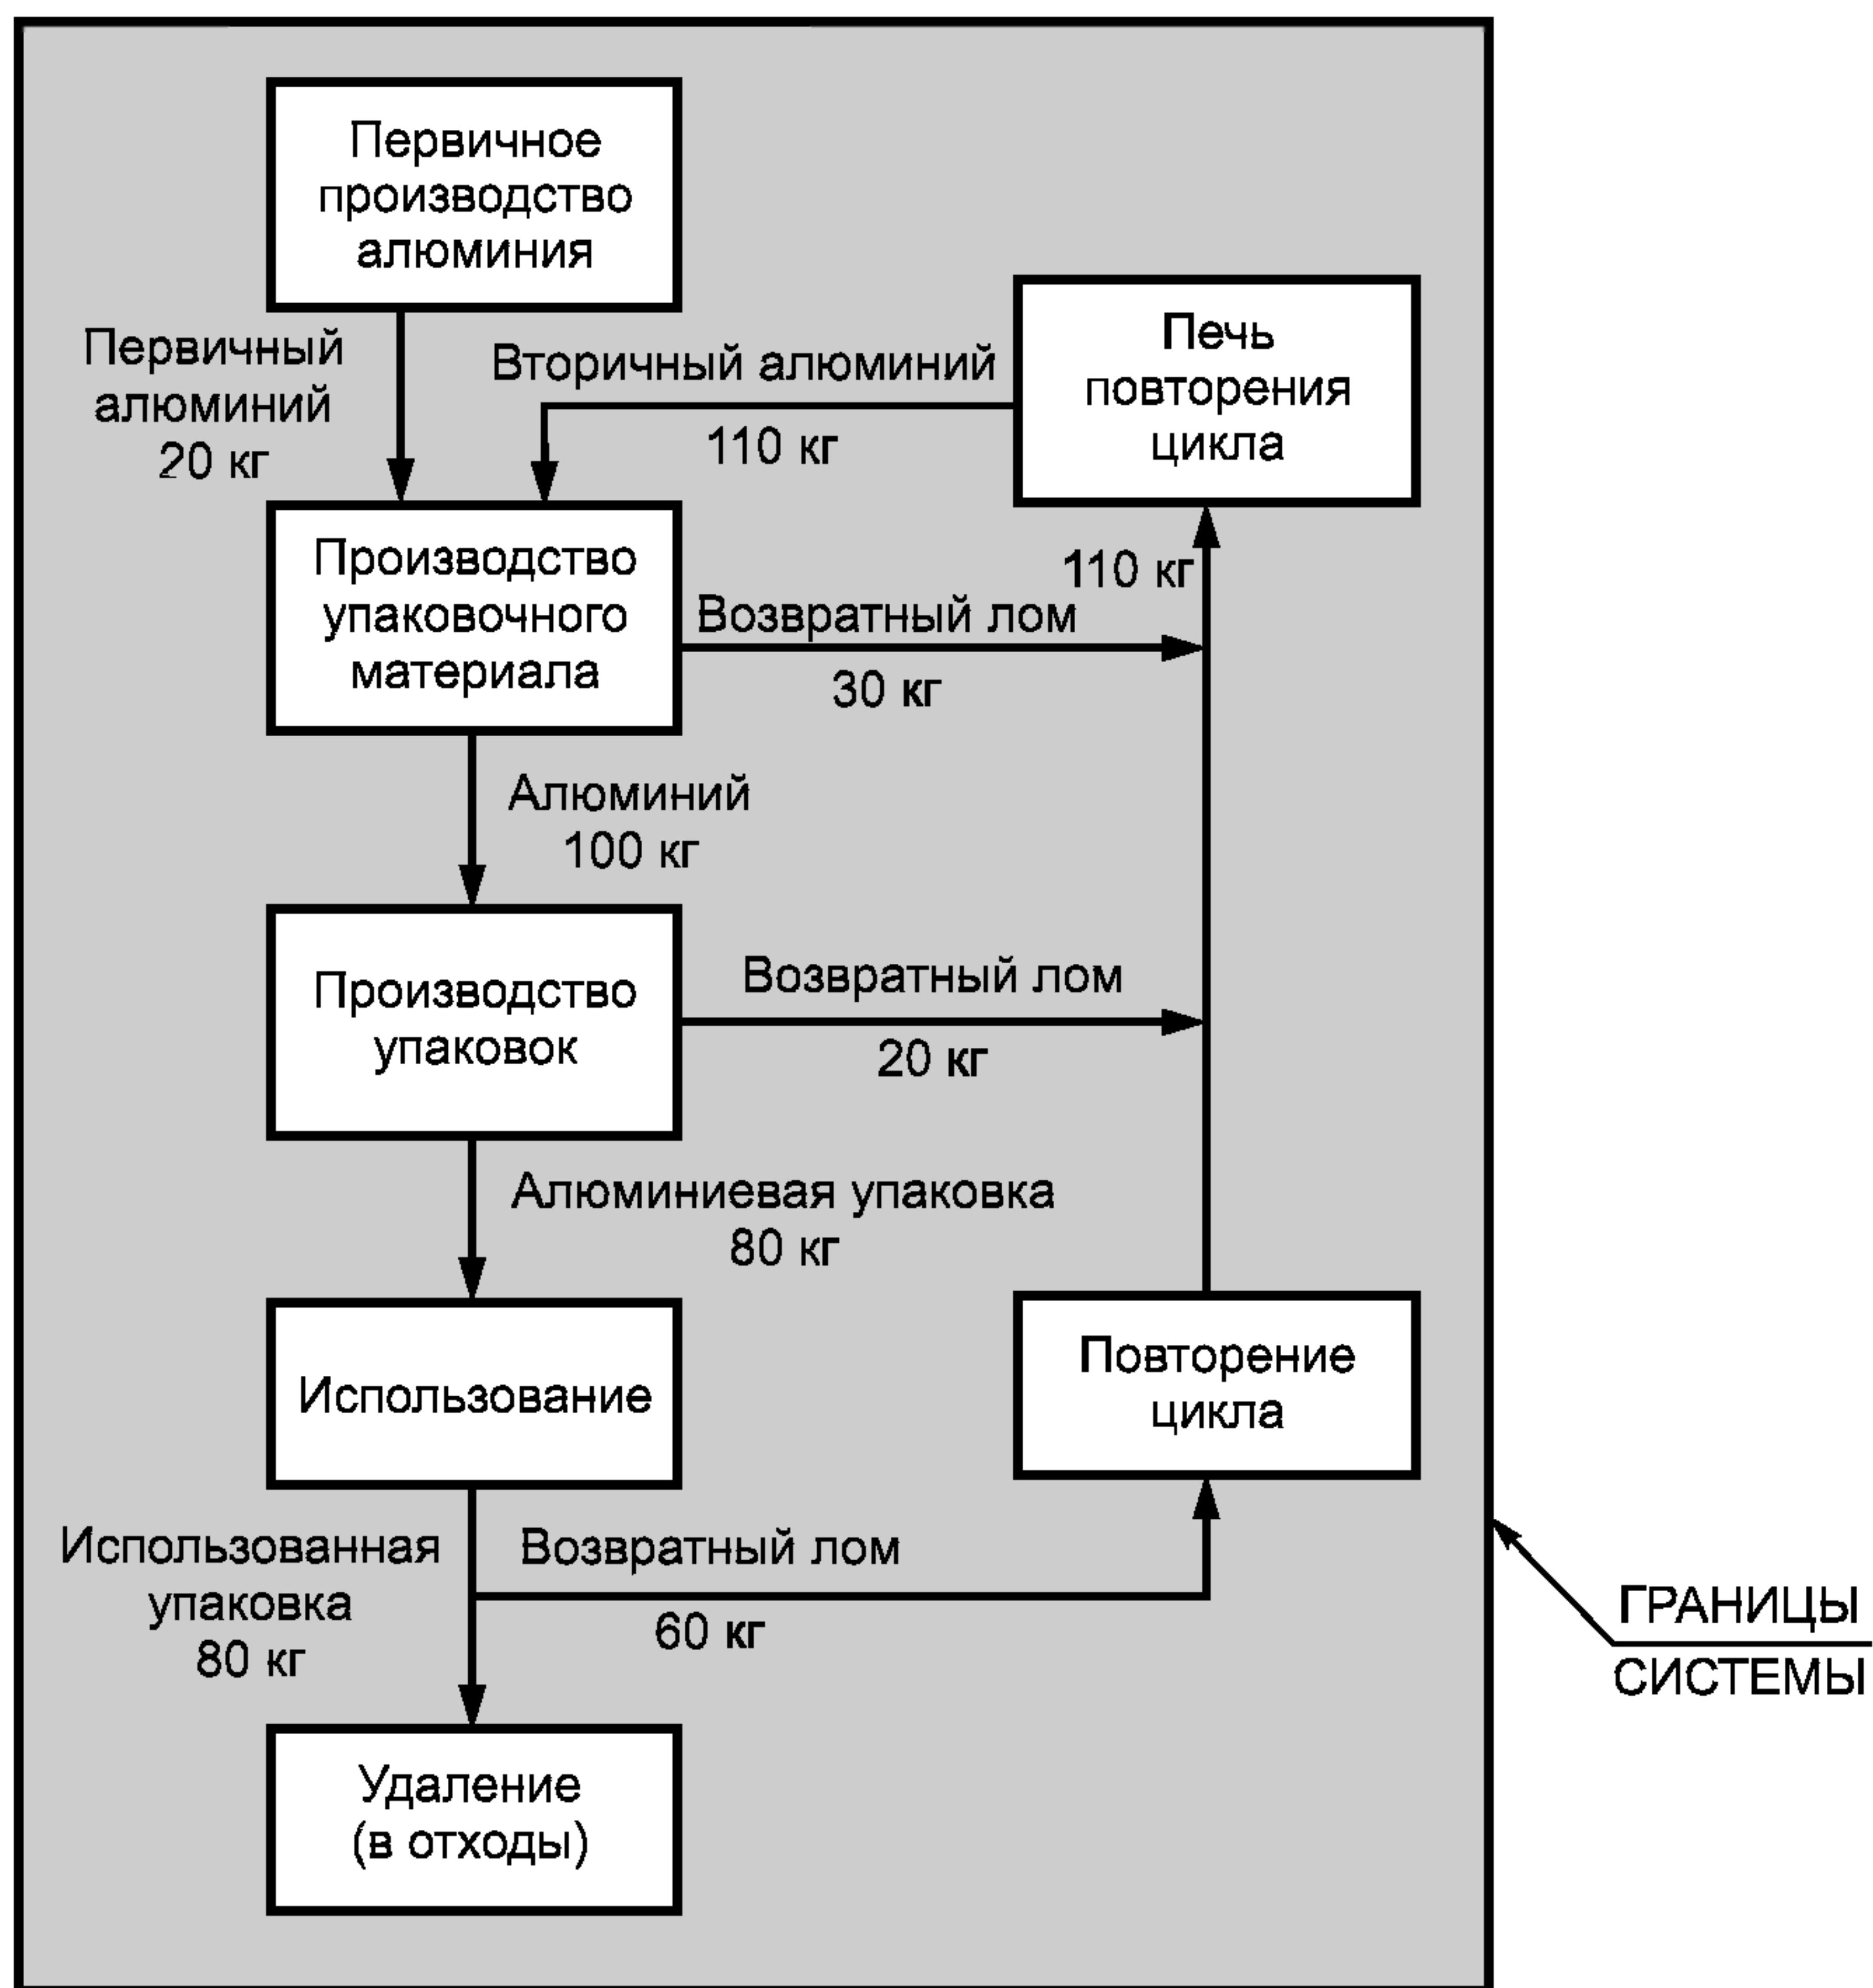 Первичное
производство
алюминия
Первичный
алюминий
20 кг
Вторичный алюминий
110 кг
Печь
повторения
цикла
110 кг
Производство
упаковочного
материала
Возвратный лом
30 кг
Алюминий
100 кг
Производство
упаковок
Возвратный лом
20 кг
Алюминиевая упаковка
80 кг
Использование
Повторение
цикла
Использованная
упаковка
80 кг
Возвратный лом
60 кг
ГРАНИЦЫ
СИСТЕМЫ
Удаление
(в отходы)